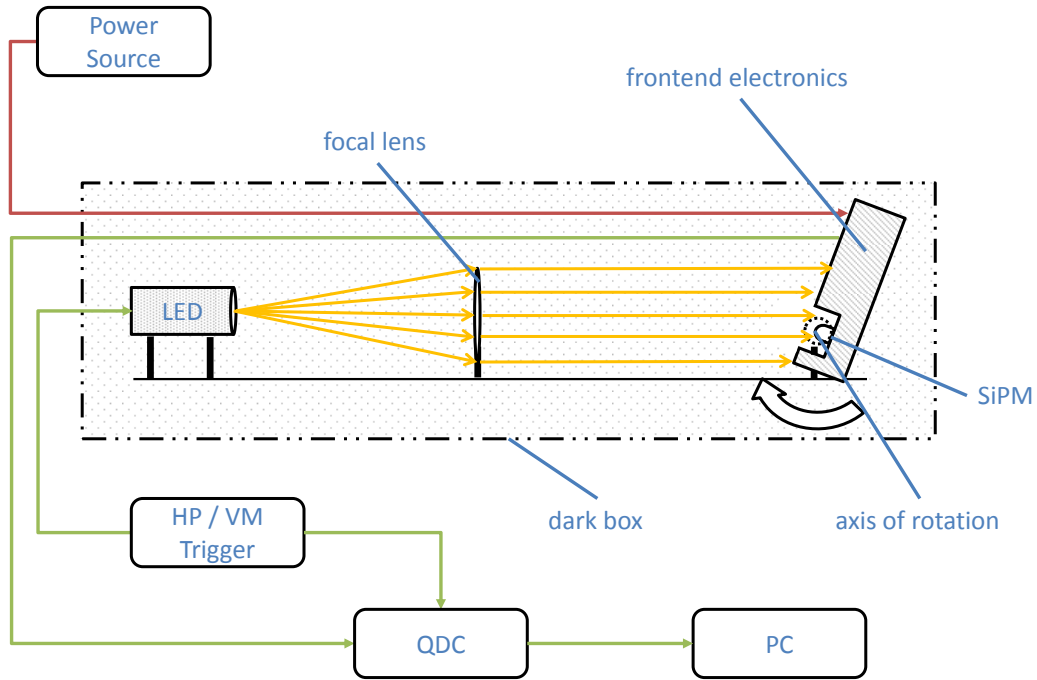 Power
Source
frontend electronics
focal lens
LED
SiPM
HP / VM
Trigger
dark box
axis of rotation
QDC
PC